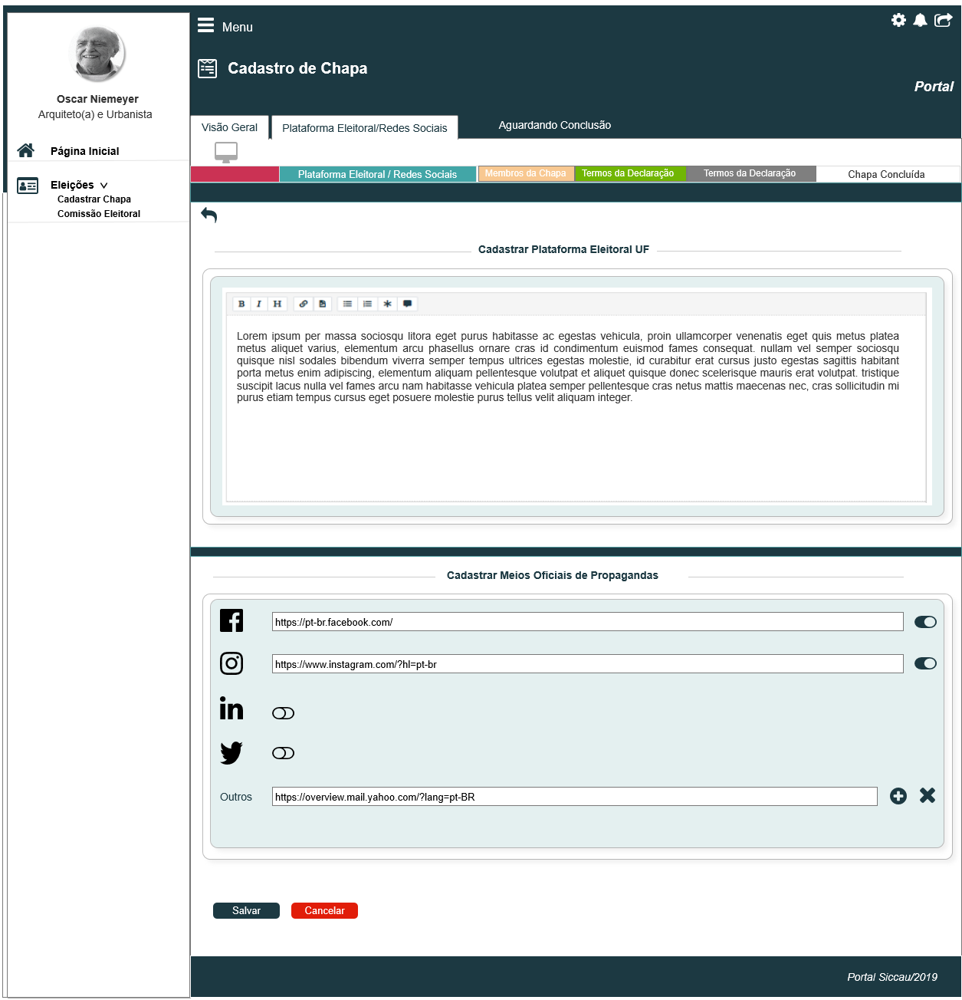 Menu
Cadastro de Chapa
Portal
Oscar Niemeyer
Arquiteto(a) e Urbanista
Página Inicial
Eleições
Cadastrar Chapa
Comissão Eleitoral
Visão Geral
Plataforma Eleitoral/Redes Sociais
Aguardando Conclusão
Plataforma Eleitoral / Redes Sociais
Membros da Chapa
Termos da Declaração
Termos da Declaração
Chapa Concluída
Cadastrar Plataforma Eleitoral UF
B I H
Lorem ipsum per massa sociosqu litora eget purus habitasse ac egestas vehicula, proin ullamcorper venenatis eget quis metus platea
metus aliquet varius, elementum arcu phasellus ornare cras id condimentum euismod fames consequat. nullam vel semper sociosqu
quisque nisl sodales bibendum viverra semper tempus ultrices egestas molestie, id curabitur erat cursus justo egestas sagittis habitant
porta metus enim adipiscing, elementum aliquam pellentesque volutpat et aliquet quisque donec scelerisque mauris erat volutpat. tristique
suscipit lacus nulla vel fames arcu nam habitasse vehicula platea semper pellentesque cras netus mattis maecenas nec, cras sollicitudin mi
purus etiam tempus cursus eget posuere molestie purus tellus velit aliquam integer.
Cadastrar Meios Oficiais de Propagandas
https://pt-br.facebook.com/
https://www.instagram.com/?hl=pt-br
Outros
https://overview.mail.yahoo.com/?lang=pt-BR
Salvar
Cancelar
Portal Siccau/2019